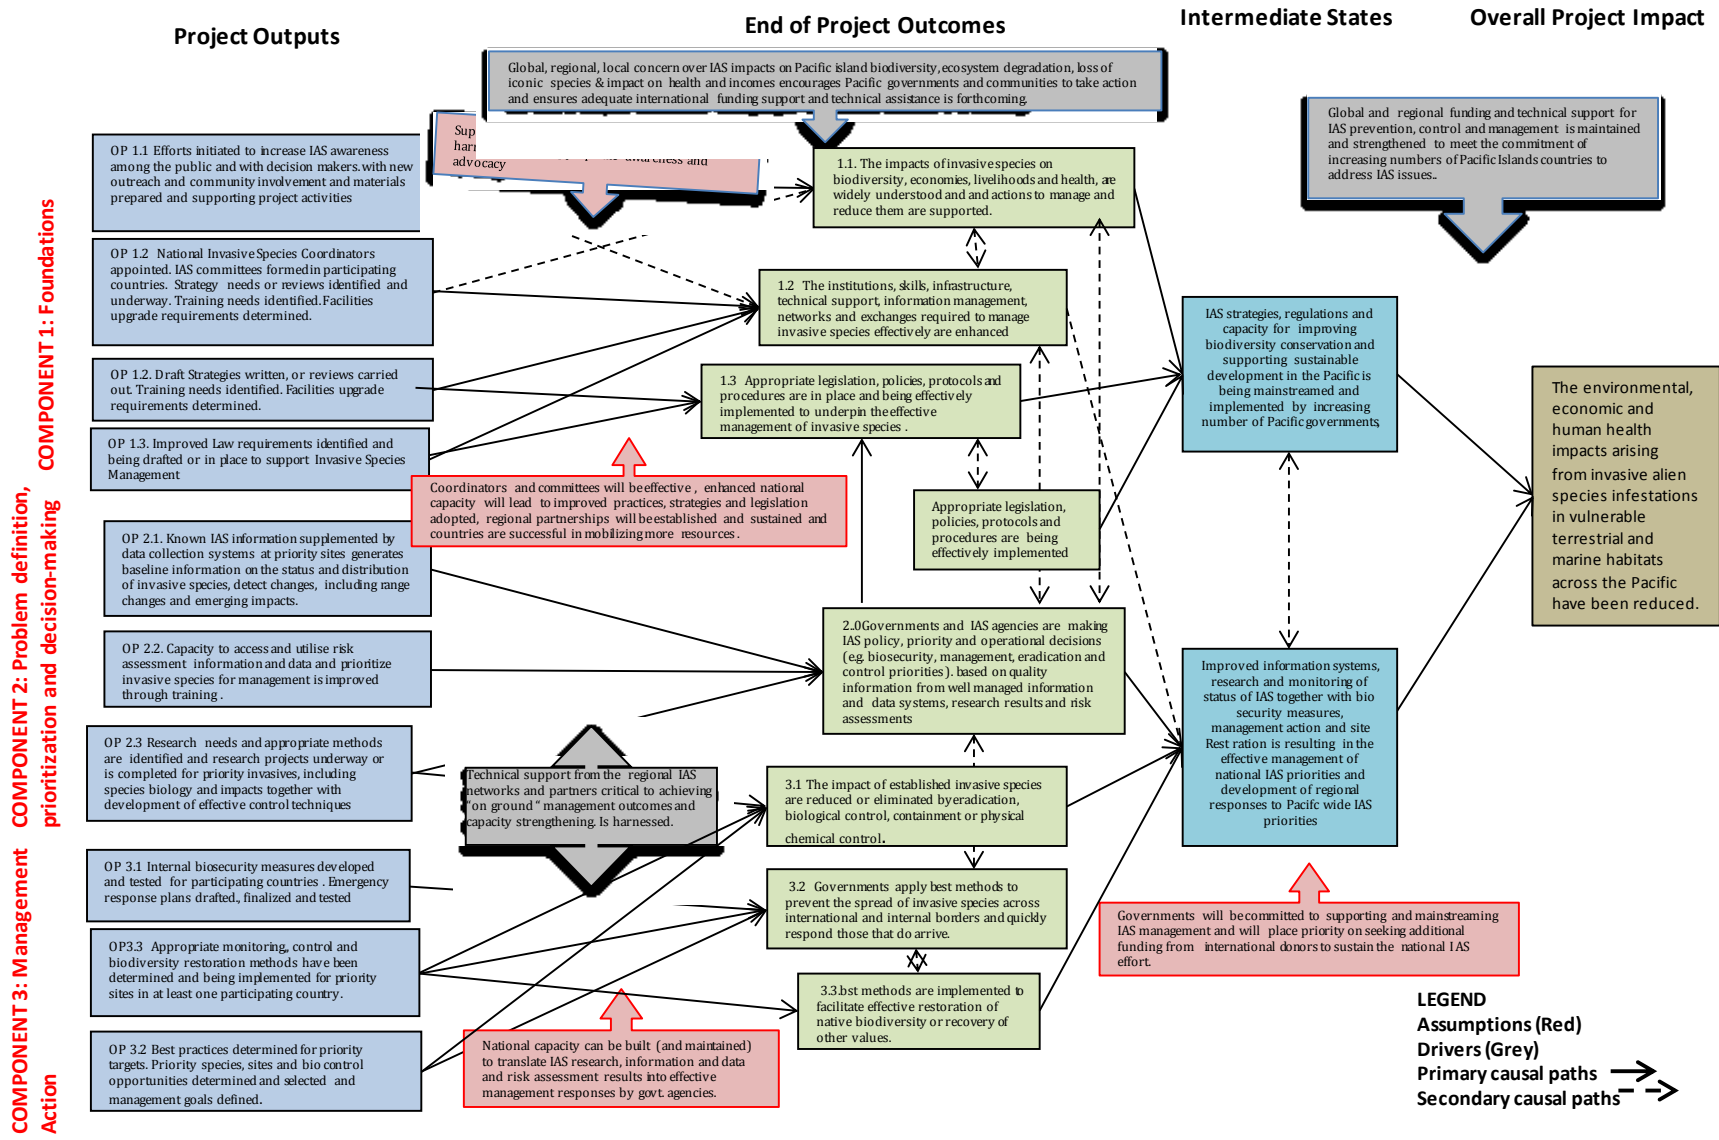 Project Outputs
End of Project Outcomes
Intermediate States
Overall Project Impact
Global, regional, local concern over IAS impacts on Pacific island biodiversity, ecosystem degradation, loss of
iconic species & impact on health and incomes encourages Pacific governments and communities to take action
and ensures adequate international funding support and technical assistance is forthcoming.
Global and regional funding and technical support for
IAS prevention, control and management is maintained
and strengthened to meet the commitment of
increasing numbers of Pacific Islands countries to
address IAS issues..
Sup
harn
awareness and
advocacy
COMPONENT 1: Foundations
OP 1.1 Efforts initiated to increase IAS awareness
among the public and with decision makers.with new
outreach and community involvement and materials
prepared and supporting project activities
OP 1.2 National Invasive Species Coordinators
appointed. IAS committees formed in participating
countries. Strategy needs or reviews identified and
underway. Training needs identified. Facilities
upgrade requirements determined.
OP 1.2. Draft Strategies written, or reviews carried
out. Training needs identified. Facilities upgrade
requirements determined.
OP 1.3. Improved Law requirements identified and
being drafted or in place to support Invasive Species
Management
COMPONENT 2: Problem definition,
prioritization and decision-making
OP 2.1. Known IAS information supplemented by
data collection systems at priority sites generates
baseline information on the status and distribution
of invasive species, detect changes, including range
changes and emerging impacts.
OP 2.2. Capacity to access and utilise risk
assessment information and data and prioritize
invasive species for management is improved
through training .
OP 2.3 Research needs and appropriate methods
are identified and research projects underway or
is completed for priority invasives, including
species biology and impacts together with
development of effective control techniques
COMPONENT 3: Management
Action
OP 3.1 Internal biosecurity measures developed
and tested for participating countries . Emergency
response plans drafted., finalized and tested
OP3.3 Appropriate monitoring, control and
biodiversity restoration methods have been
determined and being implemented for priority
sites in at least one participating country.
OP 3.2 Best practices determined for priority
targets. Priority species, sites and bio control
opportunities determined and selected and
management goals defined.
1.1. The impacts of invasive species on
biodiversity, economies, livelihoods and health, are
widely understood and and actions to manage and
reduce them are supported.
1.2 The institutions, skills, infrastructure,
technical support, information management,
networks and exchanges required to manage
invasive species effectively are enhanced
1.3 Appropriate legislation, policies, protocols and
procedures are in place and being effectively
implemented to underpin the effective
management of invasive species .
Coordinators and committees will be effective , enhanced national
capacity will lead to improved practices, strategies and legislation
adopted, regional partnerships will be established and sustained and
countries are successful in mobilizing more resources .
Appropriate legislation,
policies, protocols and
procedures are being
effectively implemented
2.0Governments and IAS agencies are making
IAS policy, priority and operational decisions
(e.g. biosecurity, management, eradication and
control priorities). based on quality
information from well managed information
and data systems, research results and risk
assessments
Technical support from the regional IAS
networks and partners critical to achieving
"on ground " management outcomes and
capacity strengthening. Is harnessed.
3.1 The impact of established invasive species
are reduced or eliminated by eradication,
biological control, containment or physical
chemical control.
3.2 Governments apply best methods to
prevent the spread of invasive species across
international and internal borders and quickly
respond those that do arrive.
3.3.bst methods are implemented to
facilitate effective restoration of
native biodiversity or recovery of
other values.
National capacity can be built (and maintained)
to translate IAS research, information and data
and risk assessment results into effective
management responses by govt. agencies.
IAS strategies, regulations and
capacity for improving
biodiversity conservation and
supporting sustainable
development in the Pacific is
being mainstreamed and
implemented by increasing
number of Pacific governments,
Improved information systems,
research and monitoring of
status of IAS together with bio
security measures,
management action and site
Rest ration is resulting in the
effective management of
national IAS priorities and
development of regional
responses to Pacifc wide IAS
priorities
Governments will be committed to supporting and mainstreaming
IAS management and will place priority on seeking additional
funding from international donors to sustain the national IAS
effort.
The environmental,
economic and
human health
impacts arising
from invasive alien
species infestations
in vulnerable
terrestrial and
marine habitats
across the Pacific
have been reduced.
LEGEND
Assumptions (Red)
Drivers (Grey)
Primary causal paths
Secondary causal paths